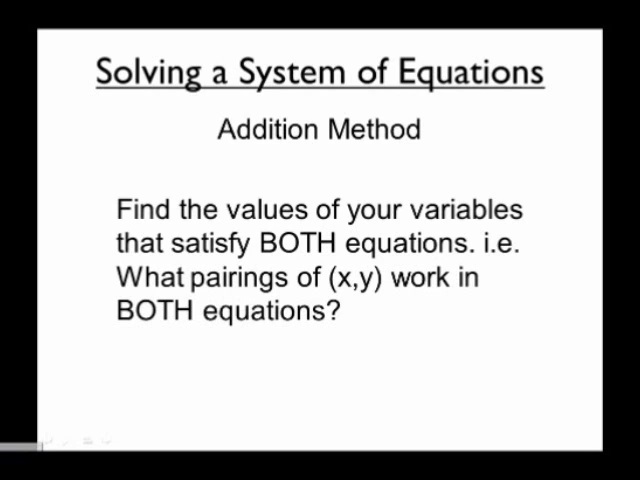 Solving a System of Equations
Addition Method
Find the values of your variables
that satisfy BOTH equations. i.e.
What pairings of (x,y) work in
BOTH equations?